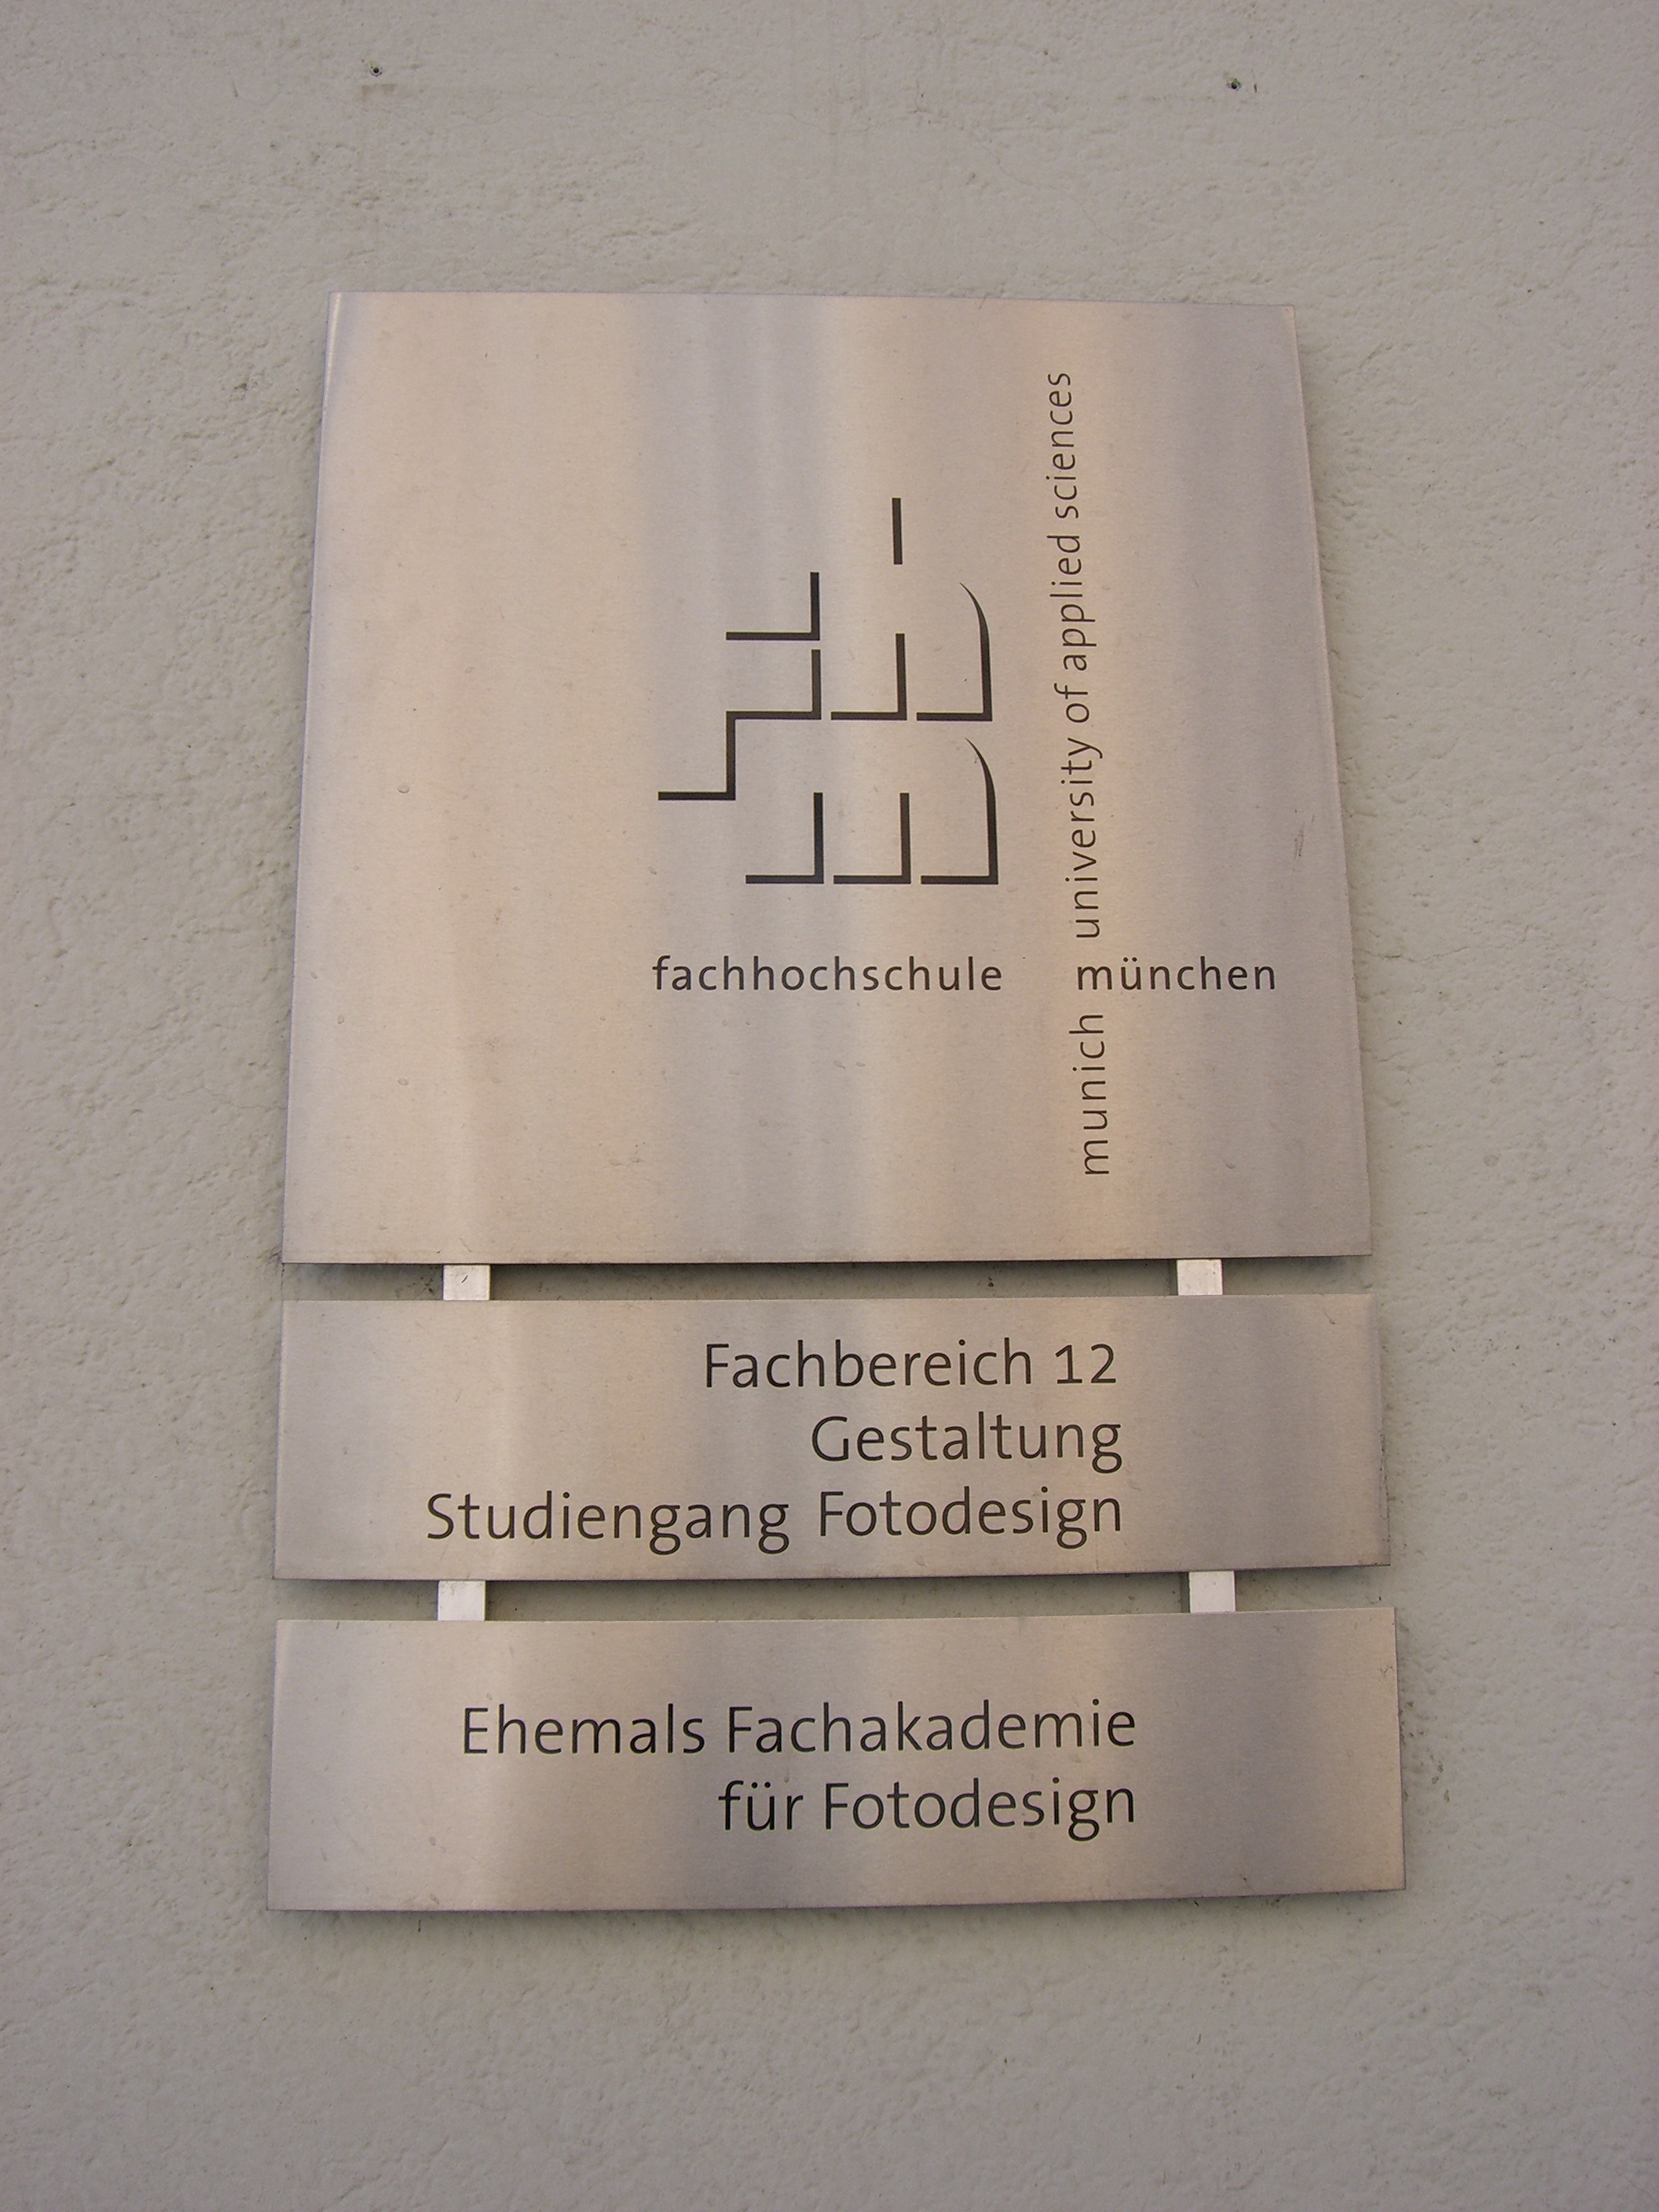 munich university of applied sciences
fachhochschule münchen
Fachbereich 12
Gestaltung
Studiengang Fotodesign
Ehemals Fachakademie
für Fotodesign